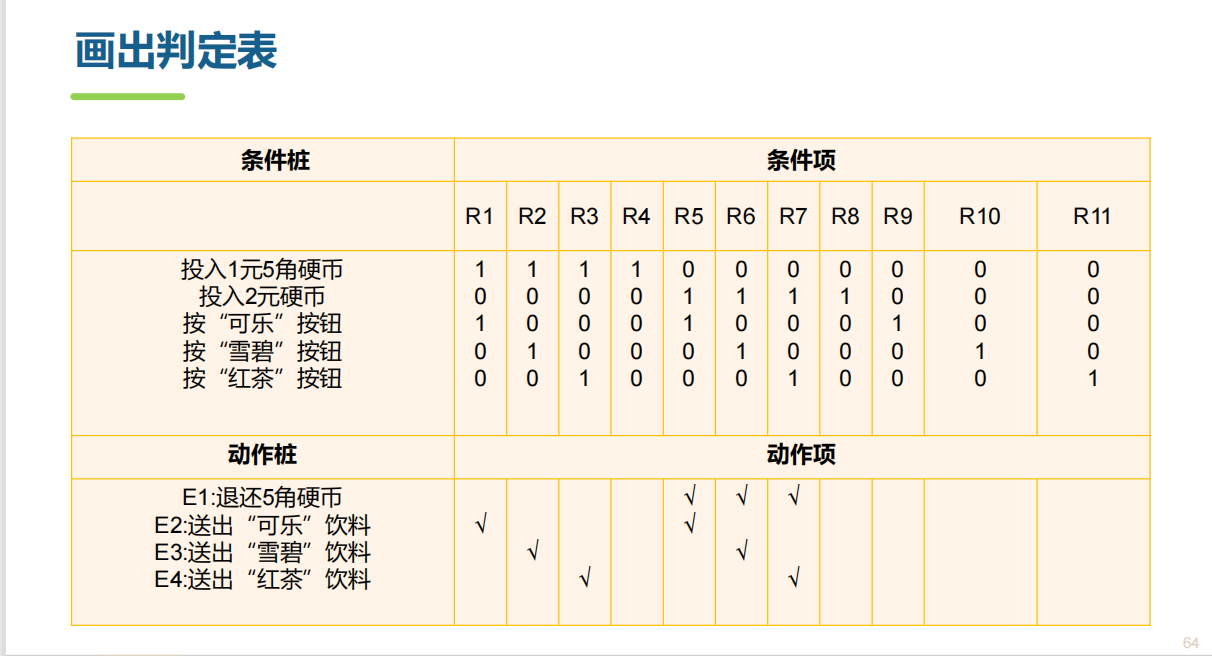 画出判定表
条件桩 条件项
R1 R2 R3 R4 R5 R6 R7 R8 R9 R10 R11
投入1元5角硬币 1 1 1 1 0 0 0 0 0 0 0
投入2元硬币 0 0 0 0 1 1 1 1 0 0 0
按“可乐”按钮 1 0 0 0 1 0 0 0 1 0 0
按“雪碧”按钮 0 1 0 0 0 1 0 0 0 1 0
按“红茶”按钮 0 0 1 0 0 0 1 0 0 0 1
动作桩 动作项
E1:退还5角硬币 √ √ √
E2:送出“可乐”饮料 √ √
E3:送出“雪碧”饮料 √ √
E4:送出“红茶”饮料 √ √
64